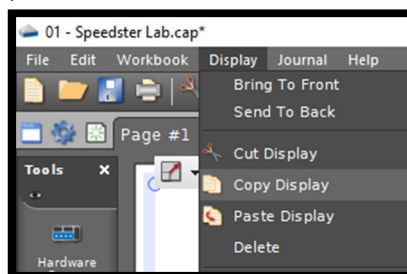 01 - Speedster Lab.cap*
File Edit Workbook Display Journal Help
Bring To Front
Send To Back
Page #1
Cut Display
Tools x
Copy Display
Paste Display
Hardware
Delete